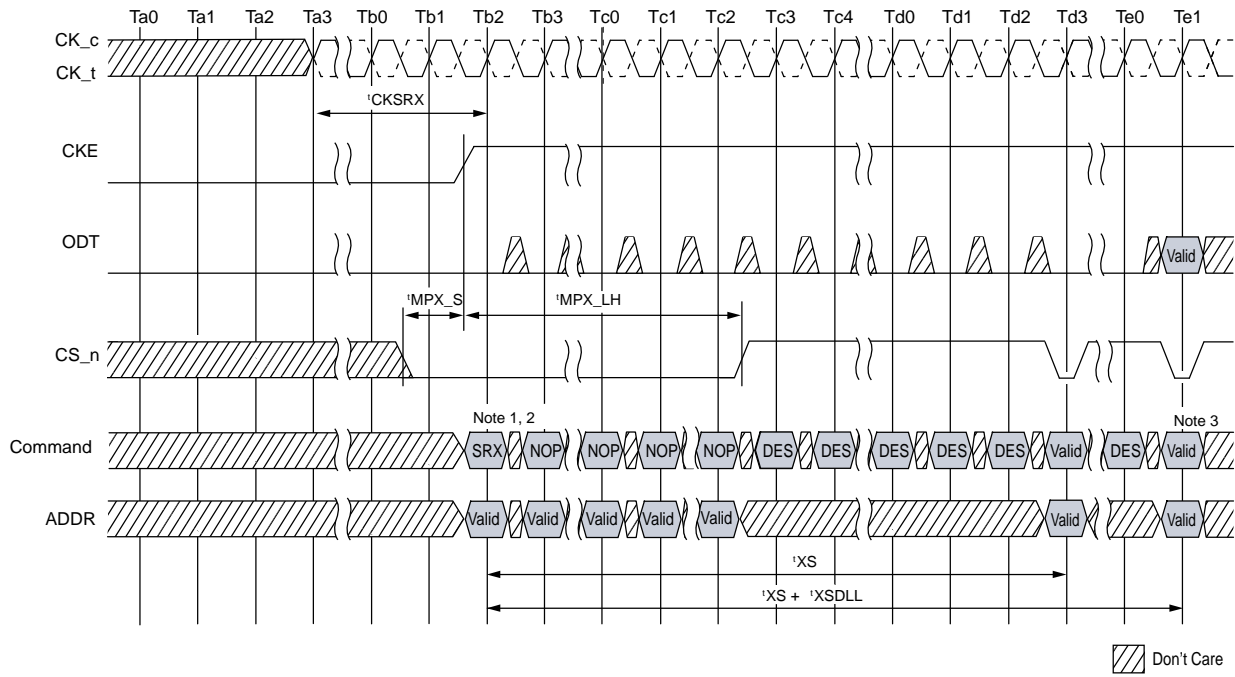 Ta0 Ta1 Ta2 Ta3 Tb0 Tb1 Tb2 Tb3 Tc0 Tc1 Tc2 Tc3 Tc4 Td0 Td1 Td2 Td3 Te0 Te1
CK_c
CK_t
tCKSRX
CKE
ODT
Valid
tMPX_S tMPX_LH
CS_n
Note 1, 2 Note 3
Command SRX NOP NOP NOP NOP DES DES DES DES DES Valid DES Valid
ADDR Valid Valid Valid Valid Valid Valid Valid
tXS
tXS + tXSDLL
Don't Care